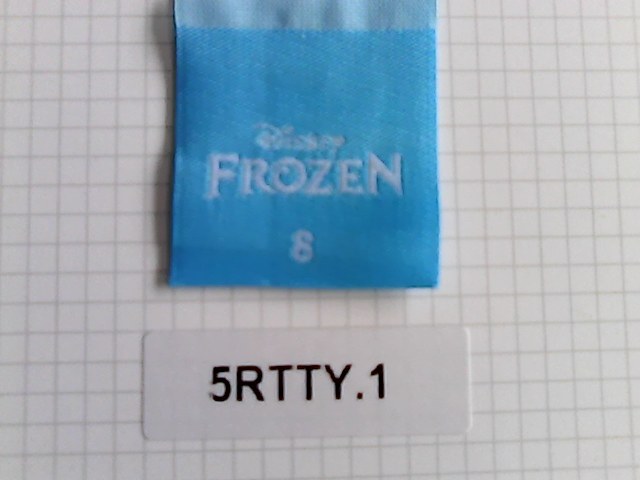 Disney
FROZEN
8
5RTTY.1